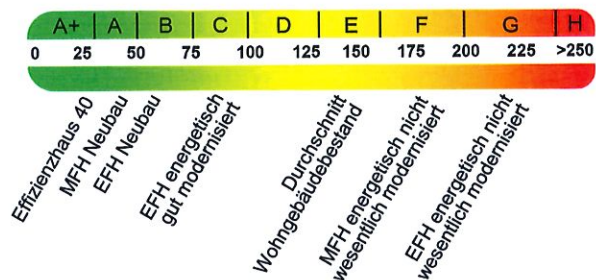 A+ A B C D E F G H
0 25 50 75 100 125 150 175 200 225 >250
Effizienzhaus 40
MFH Neubau
EFH Neubau
EFH energetisch
gut modernisiert
Durchschnitt
Wohngebäudebestand
MFH energetisch nicht
wesentlich modernisiert
EFH energetisch nicht
wesentlich modernisiert